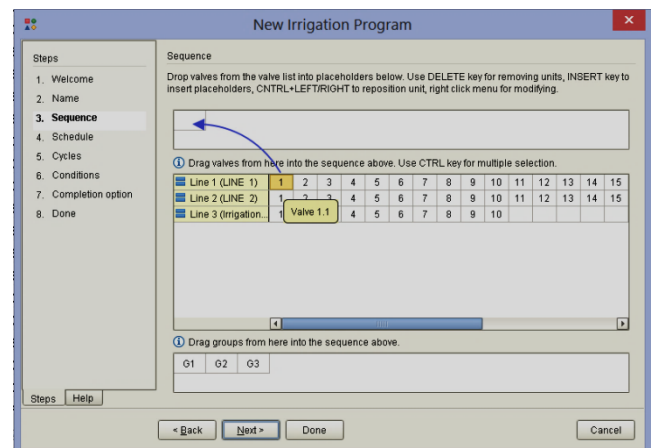 New Irrigation Program
Steps
1. Welcome
2. Name
3. Sequence
4. Schedule
5. Cycles
6. Conditions
7. Completion option
8. Done
Steps Help
Sequence
Drop valves from the valve list into placeholders below. Use DELETE key for removing units, INSERT key to
insert placeholders, CNTRL+LEFT/RIGHT to reposition unit, right click menu for modifying.
Drag valves from here into the sequence above. Use CTRL key for multiple selection.
Line 1 (LINE 1) 1 2 3 4 5 6 7 8 9 10 11 12 13 14 15
Line 2 (LINE 2) 1 2 3 4 5 6 7 8 9 10 11 12 13 14 15
Line 3 (Irrigation... 1 4 5 6 7 8 9 10
Valve 1.1
Drag groups from here into the sequence above.
G1 G2 G3
< Back Next > Done Cancel